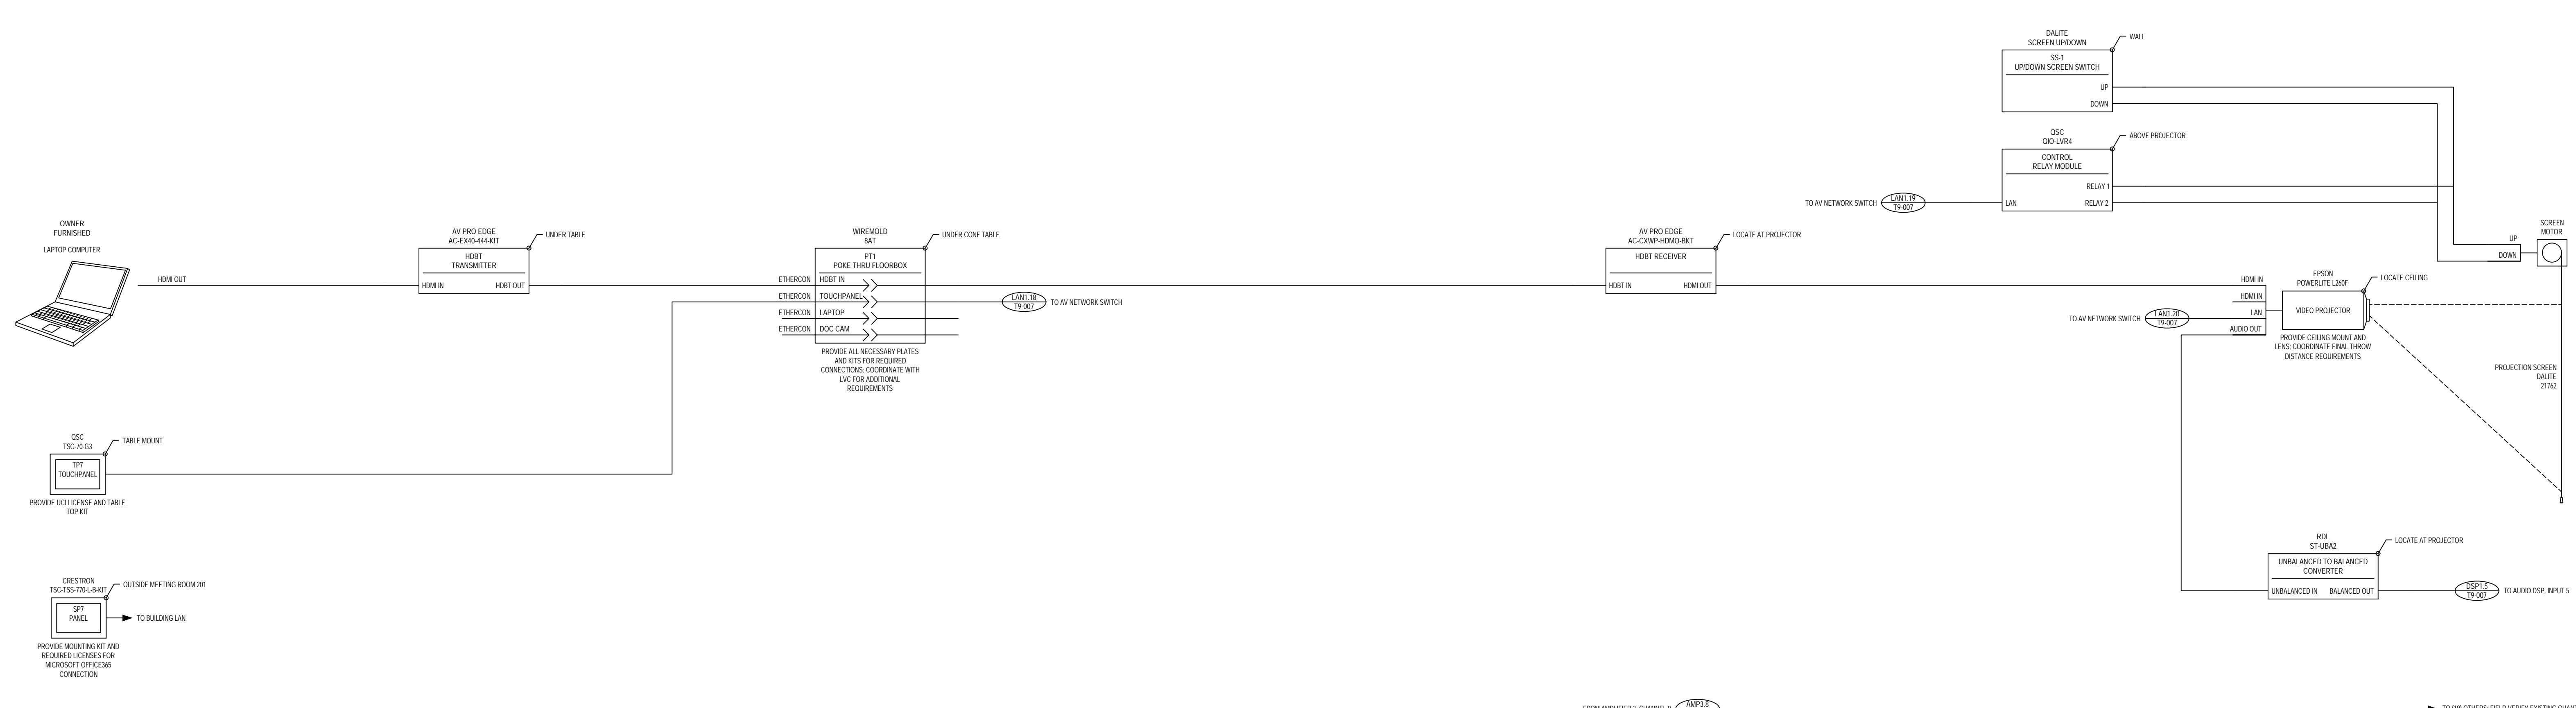 DALITE
SCREEN UP/DOWN
WALL
SS-1
UP/DOWN SCREEN SWITCH
UP
DOWN
QSC
QIO-LVR4
ABOVE PROJECTOR
CONTROL
RELAY MODULE
RELAY 1
TO AV NETWORK SWITCH
LAN1.19
T9-007
LAN
RELAY 2
OWNER
FURNISHED
LAPTOP COMPUTER
HDMI OUT
AV PRO EDGE
AC-EX40-444-KIT
UNDER TABLE
HDBT
TRANSMITTER
HDMI IN
HDBT OUT
WIREMOLD
8AT
UNDER CONF TABLE
PT1
POKE THRU FLOORBOX
ETHERCON
HDBT IN
ETHERCON
TOUCHPANEL
ETHERCON
LAPTOP
ETHERCON
DOC CAM
LAN1.18
T9-007
TO AV NETWORK SWITCH
PROVIDE ALL NECESSARY PLATES
AND KITS FOR REQUIRED
CONNECTIONS; COORDINATE WITH
LVC FOR ADDITIONAL
REQUIREMENTS
AV PRO EDGE
AC-CXWP-HDMO-BKT
LOCATE AT PROJECTOR
HDBT RECEIVER
HDBT IN
HDMI OUT
SCREEN
MOTOR
UP
DOWN
HDMI IN
HDMI IN
LAN
AUDIO OUT
TO AV NETWORK SWITCH
LAN1.20
T9-007
EPSON
POWERLITE L260F
LOCATE CEILING
VIDEO PROJECTOR
PROVIDE CEILING MOUNT AND
LENS; COORDINATE FINAL THROW
DISTANCE REQUIREMENTS
PROJECTION SCREEN
DALITE
21762
QSC
TSC-70-G3
TABLE MOUNT
TP7
TOUCHPANEL
PROVIDE UCI LICENSE AND TABLE
TOP KIT
RDL
ST-UBA2
LOCATE AT PROJECTOR
UNBALANCED TO BALANCED
CONVERTER
UNBALANCED IN
BALANCED OUT
DSP1.5
T9-007
TO AUDIO DSP, INPUT 5
CRESTRON
TSC-TSS-770-L-B-KIT
OUTSIDE MEETING ROOM 201
SP7
PANEL
TO BUILDING LAN
PROVIDE MOUNTING KIT AND
REQUIRED LICENSES FOR
MICROSOFT OFFICE365
CONNECTION
AMP3.8